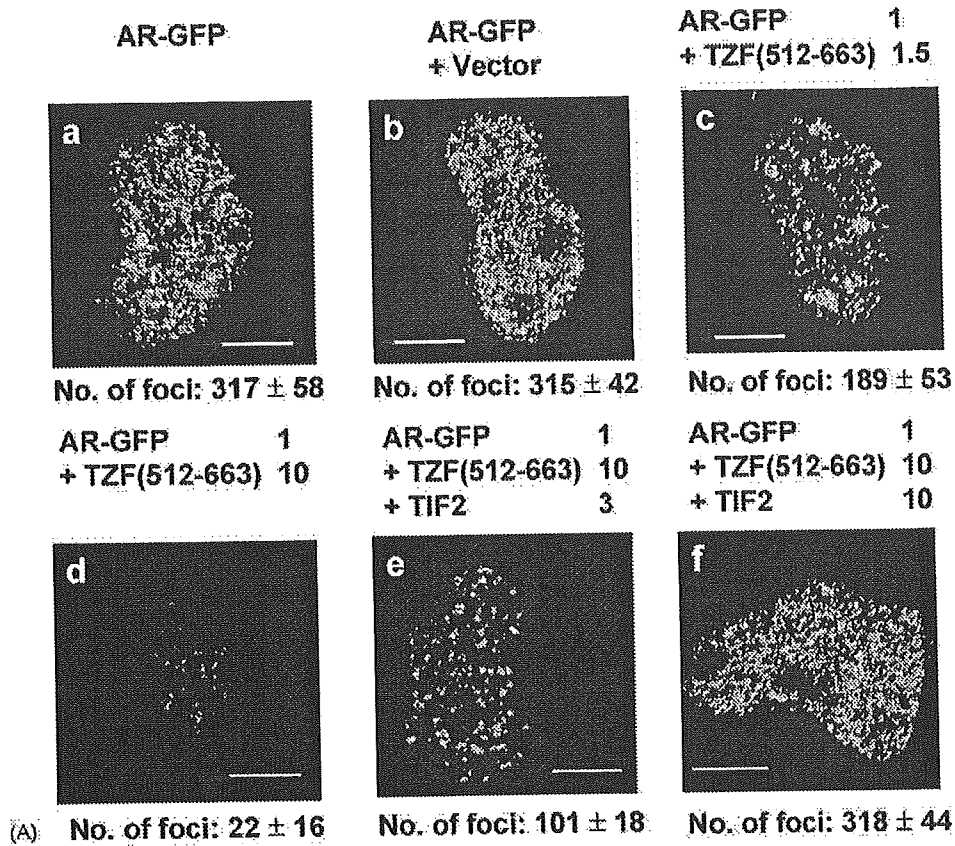 AR-GFP
AR-GFP
+ Vector
AR-GFP 1
+ TZF(512-663) 1.5
a
b
c
No. of foci: 317 ± 58
No. of foci: 315 ± 42
No. of foci: 189 ± 53
AR-GFP 1
+ TZF(512-663) 10
AR-GFP 1
+ TZF(512-663) 10
+ TIF2 3
AR-GFP 1
+ TZF(512-663) 10
+ TIF2 10
d
e
f
(A)
No. of foci: 22 ± 16
No. of foci: 101 ± 18
No. of foci: 318 ± 44